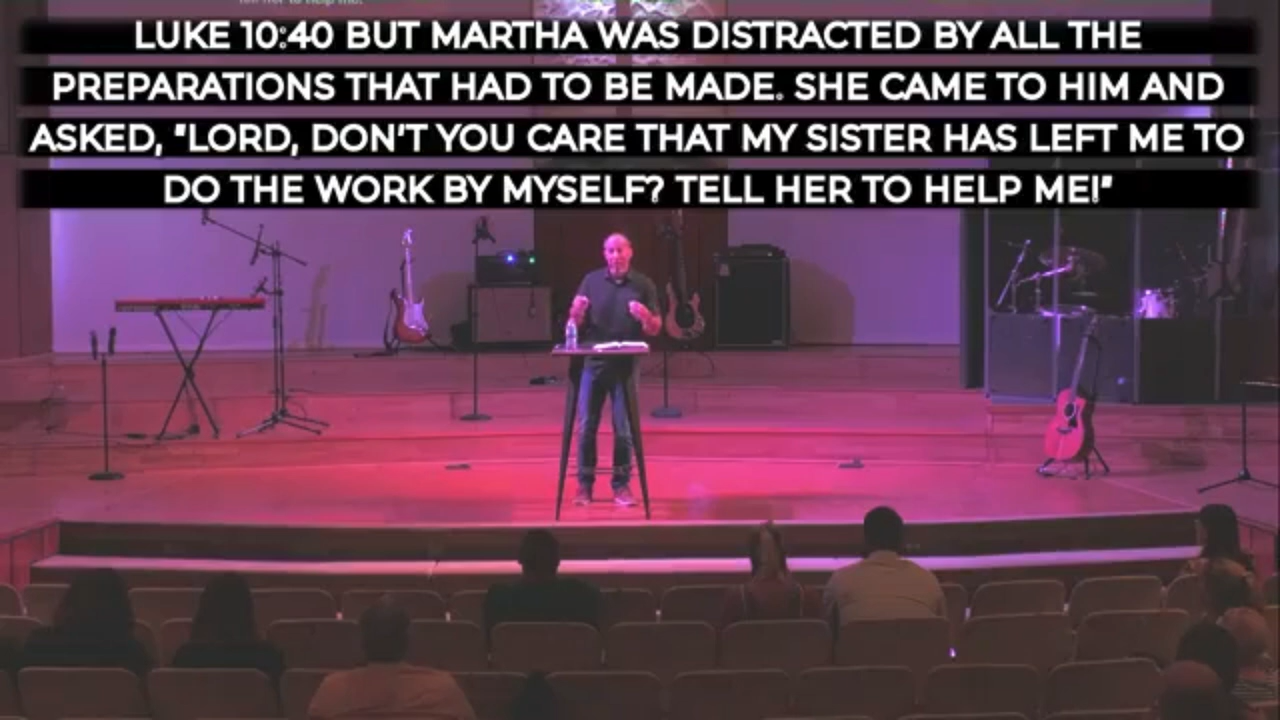 LUKE 10:40 BUT MARTHA WAS DISTRACTED BY ALL THE
PREPARATIONS THAT HAD TO BE MADE. SHE CAME TO HIM AND
ASKED, "LORD, DON'T YOU CARE THAT MY SISTER HAS LEFT ME TO
DO THE WORK BY MYSELF? TELL HER TO HELP ME!"